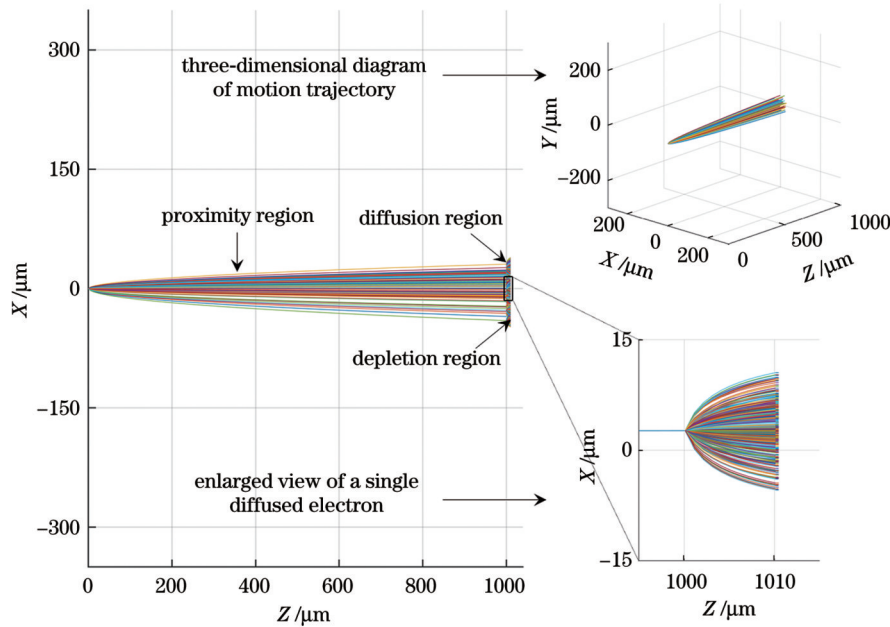 350
150
0
−150
−300
X /μm
0
200
400
600
800
1000
Z /μm
three-dimensional diagram
of motion trajectory
proximity region
diffusion region
depletion region
enlarged view of a single
diffused electron
200
0
−200
Y /μm
200
0
200
X /μm
0
500
1000
Z /μm
15
0
−15
X /μm
1000
1010
Z /μm